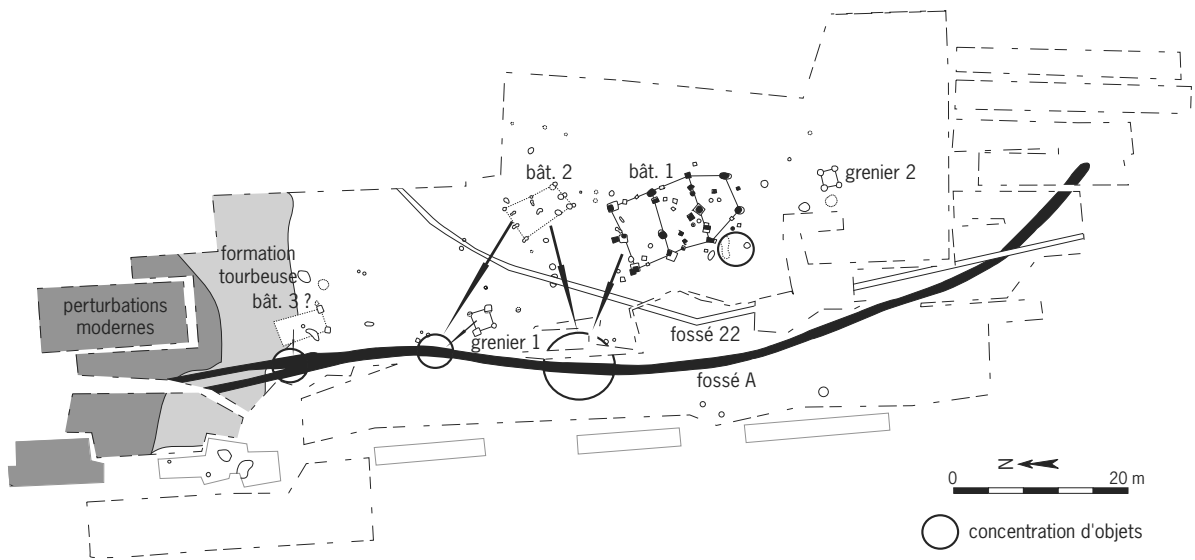 bât. 2
bât. 1
grenier 2
formation
tourbeuse
bât. 3 ?
perturbations
modernes
grenier 1
fossé 22
fossé A
N
0 20 m
concentration d'objets